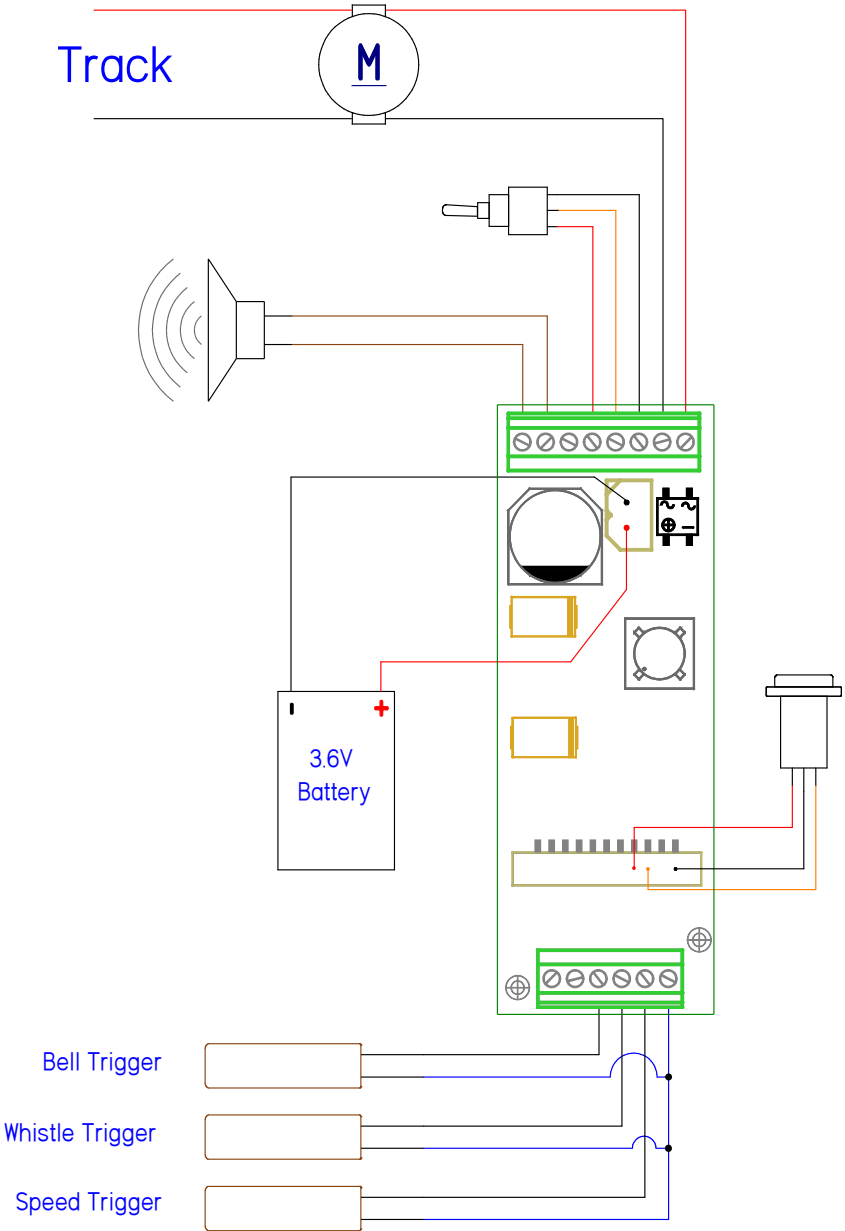 Track
M
- +
3.6V
Battery
~ ~
+ -
Bell Trigger
Whistle Trigger
Speed Trigger